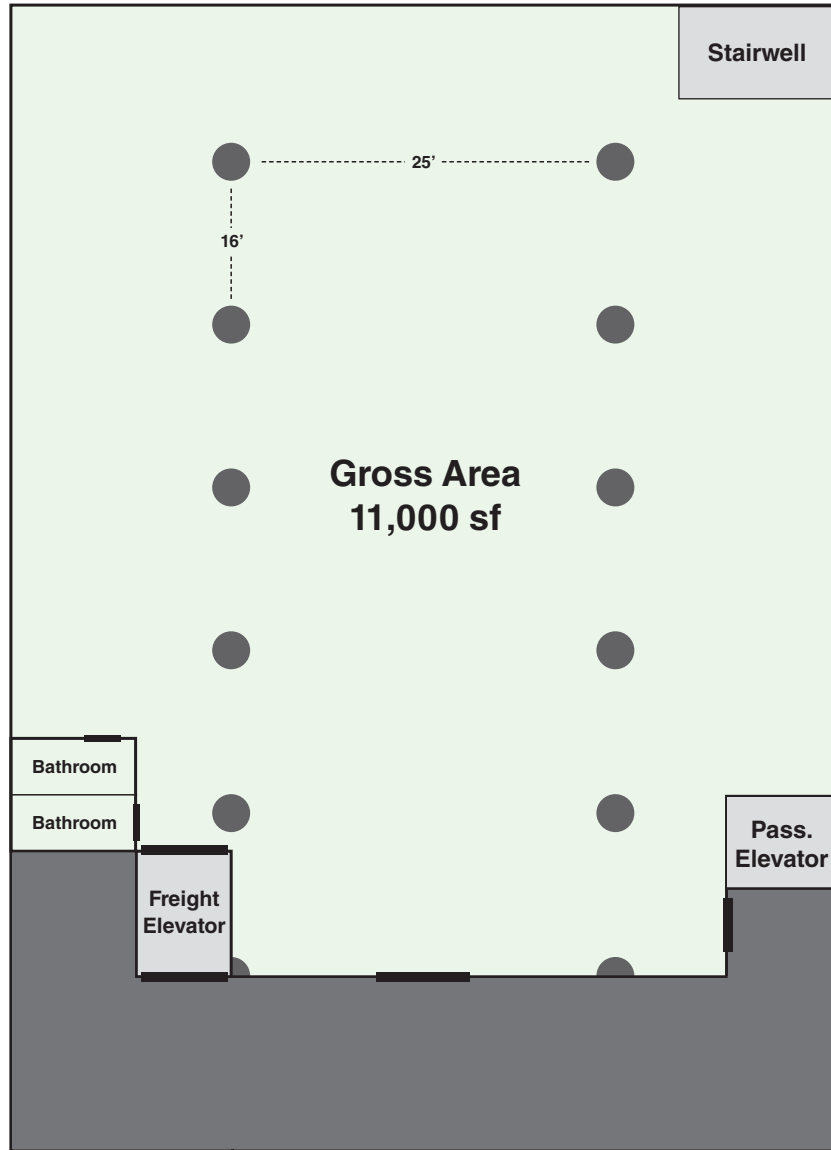 Stairwell
25’
16’
Gross Area
11,000 sf
Bathroom
Bathroom
Pass.
Elevator
Freight
Elevator